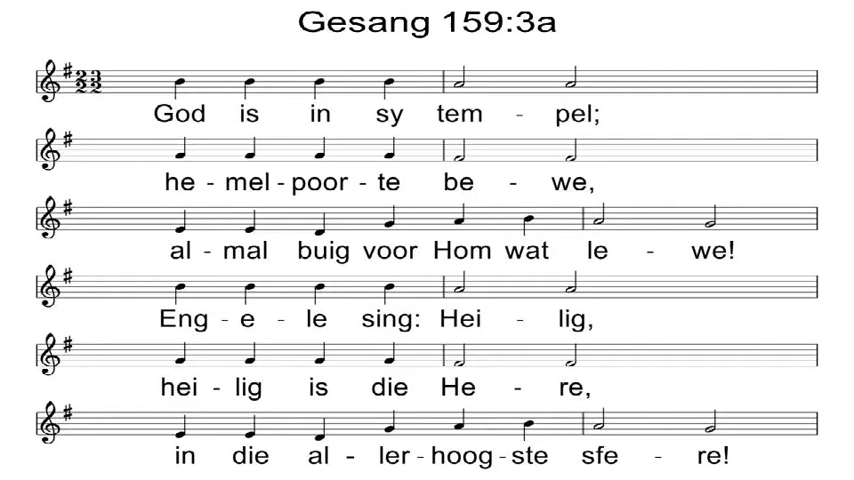 Gesang 159:3a
God is in sy tem - pel;
he - mel - poor - te be - we,
al - mal buig voor Hom wat le - we!
Eng - e - le sing: Hei - lig,
hei - lig is die He - re,
in die al - ler - hoog - ste sfe - re!